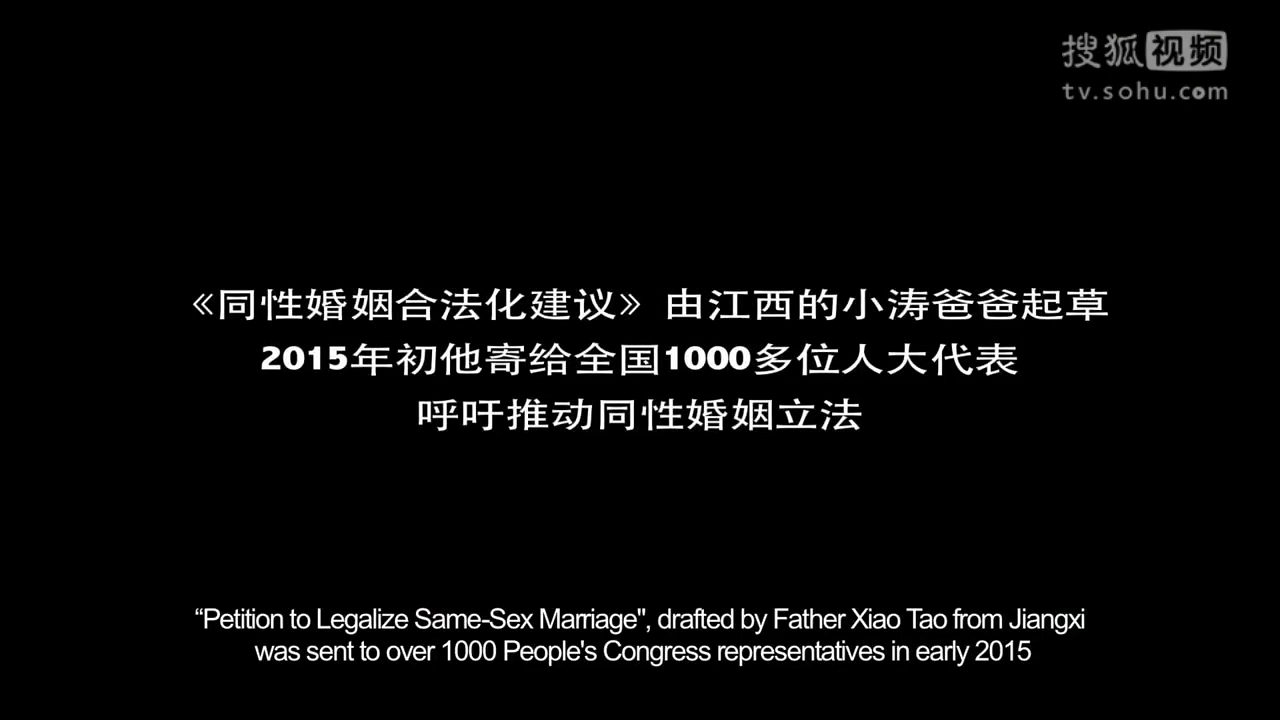 搜狐视频
tv.sohu.com
《同性婚姻合法化建议》由江西的小涛爸爸起草
2015年初他寄给全国1000多位人大代表
呼吁推动同性婚姻立法
“Petition to Legalize Same-Sex Marriage", drafted by Father Xiao Tao from Jiangxi
was sent to over 1000 People's Congress representatives in early 2015